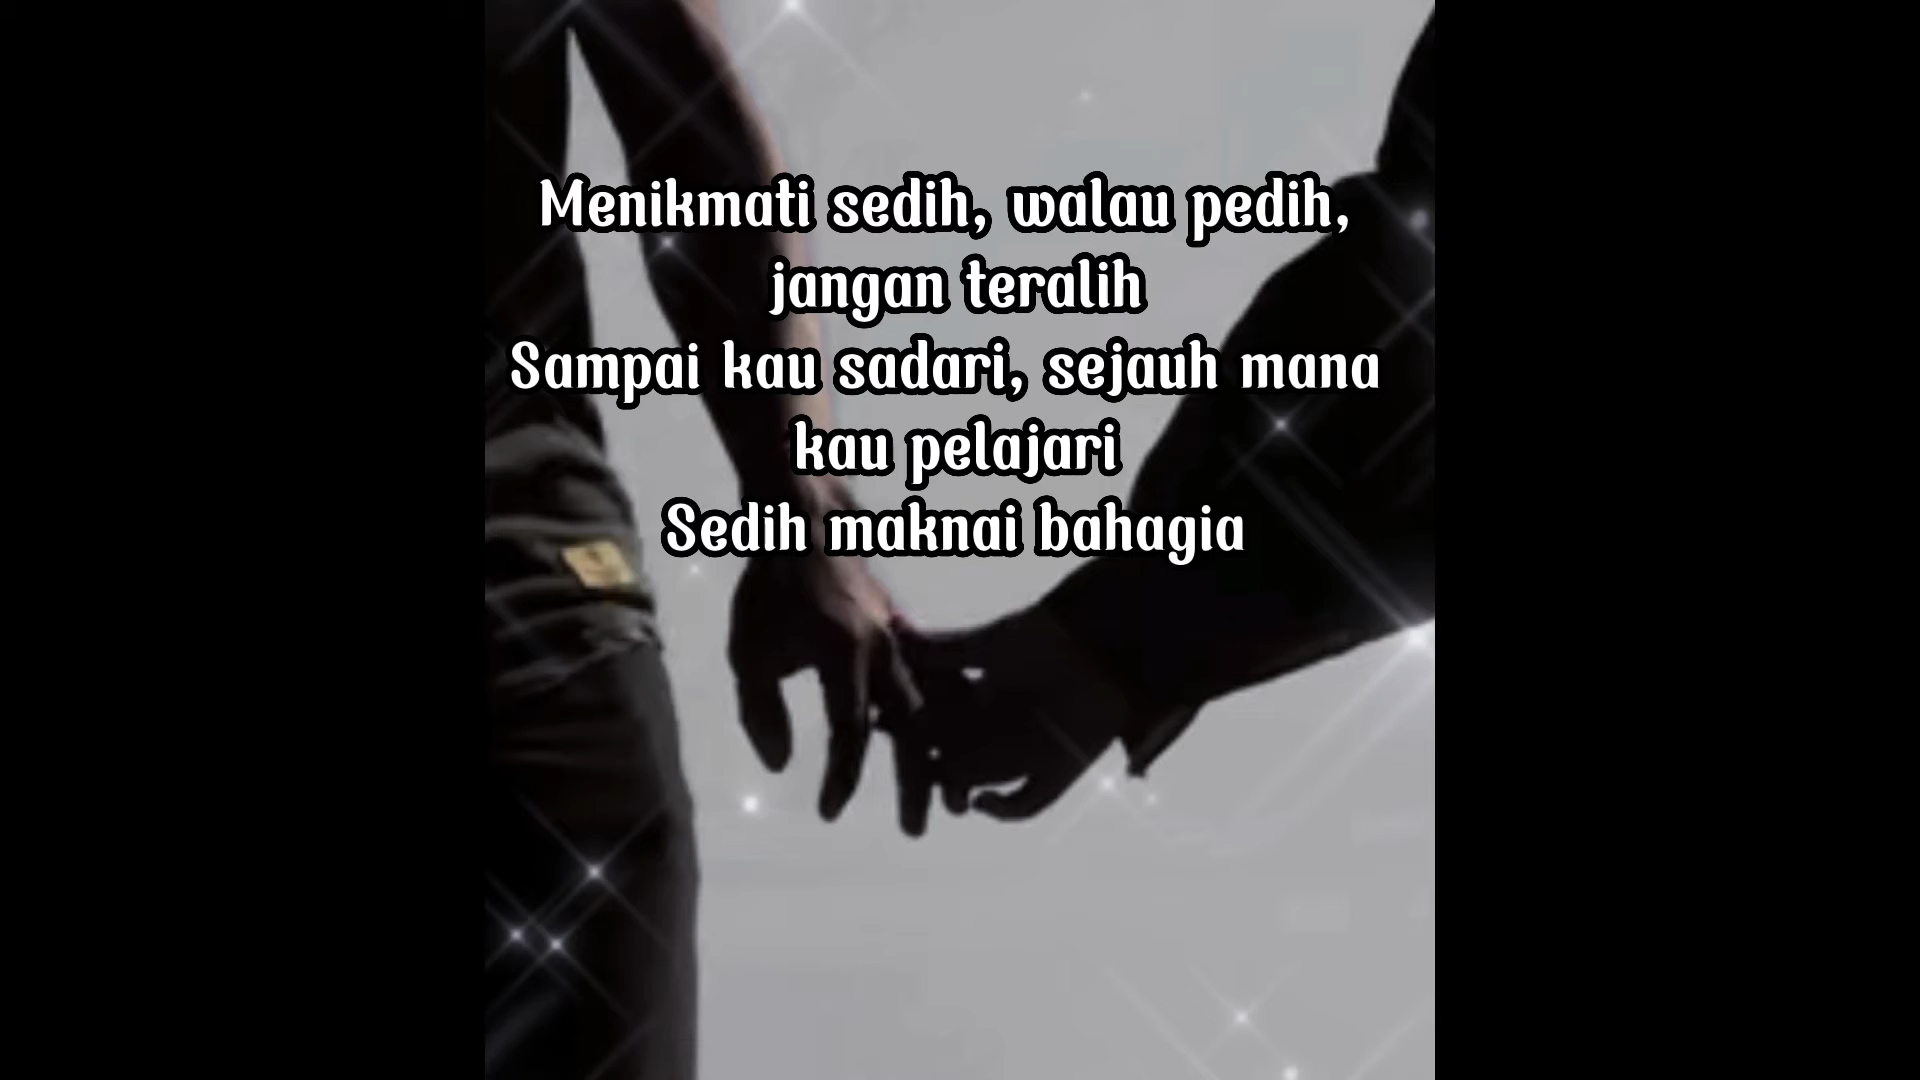 Menikmati sedih, walau pedih,
jangan teralih
Sampai kau sadari, sejauh mana
kau pelajari
Sedih maknai bahagia